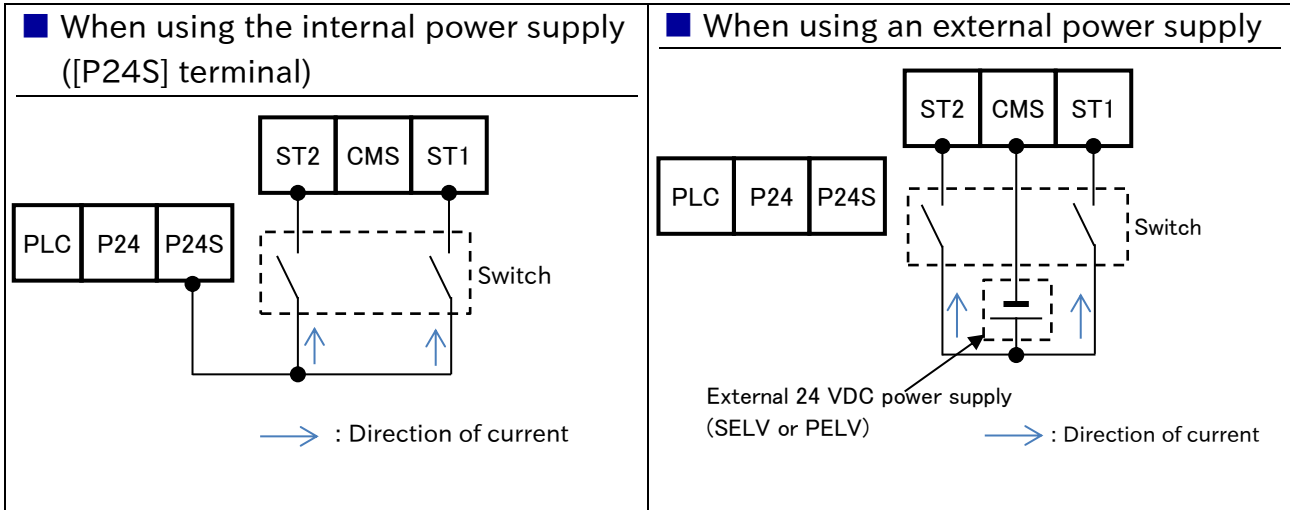 ■ When using the internal power supply
([P24S] terminal)
ST2 CMS ST1
PLC P24 P24S
Switch
: Direction of current
■ When using an external power supply
ST2 CMS ST1
PLC P24 P24S
Switch
External 24 VDC power supply
(SELV or PELV)
: Direction of current